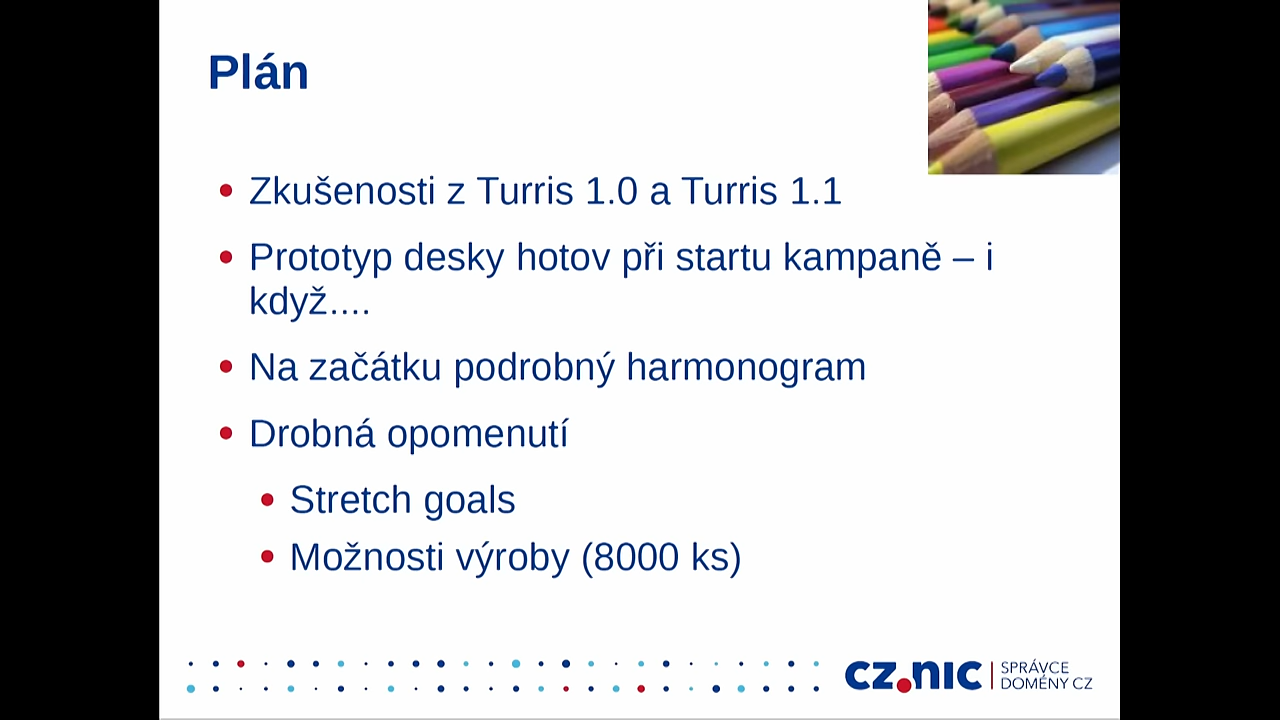 Plán
Zkušenosti z Turris 1.0 a Turris 1.1
Prototyp desky hotov při startu kampaně – i
když....
Na začátku podrobný harmonogram
Drobná opomenutí
Stretch goals
Možnosti výroby (8000 ks)
CZ.NIC SPRÁVCE
DOMÉNY CZ